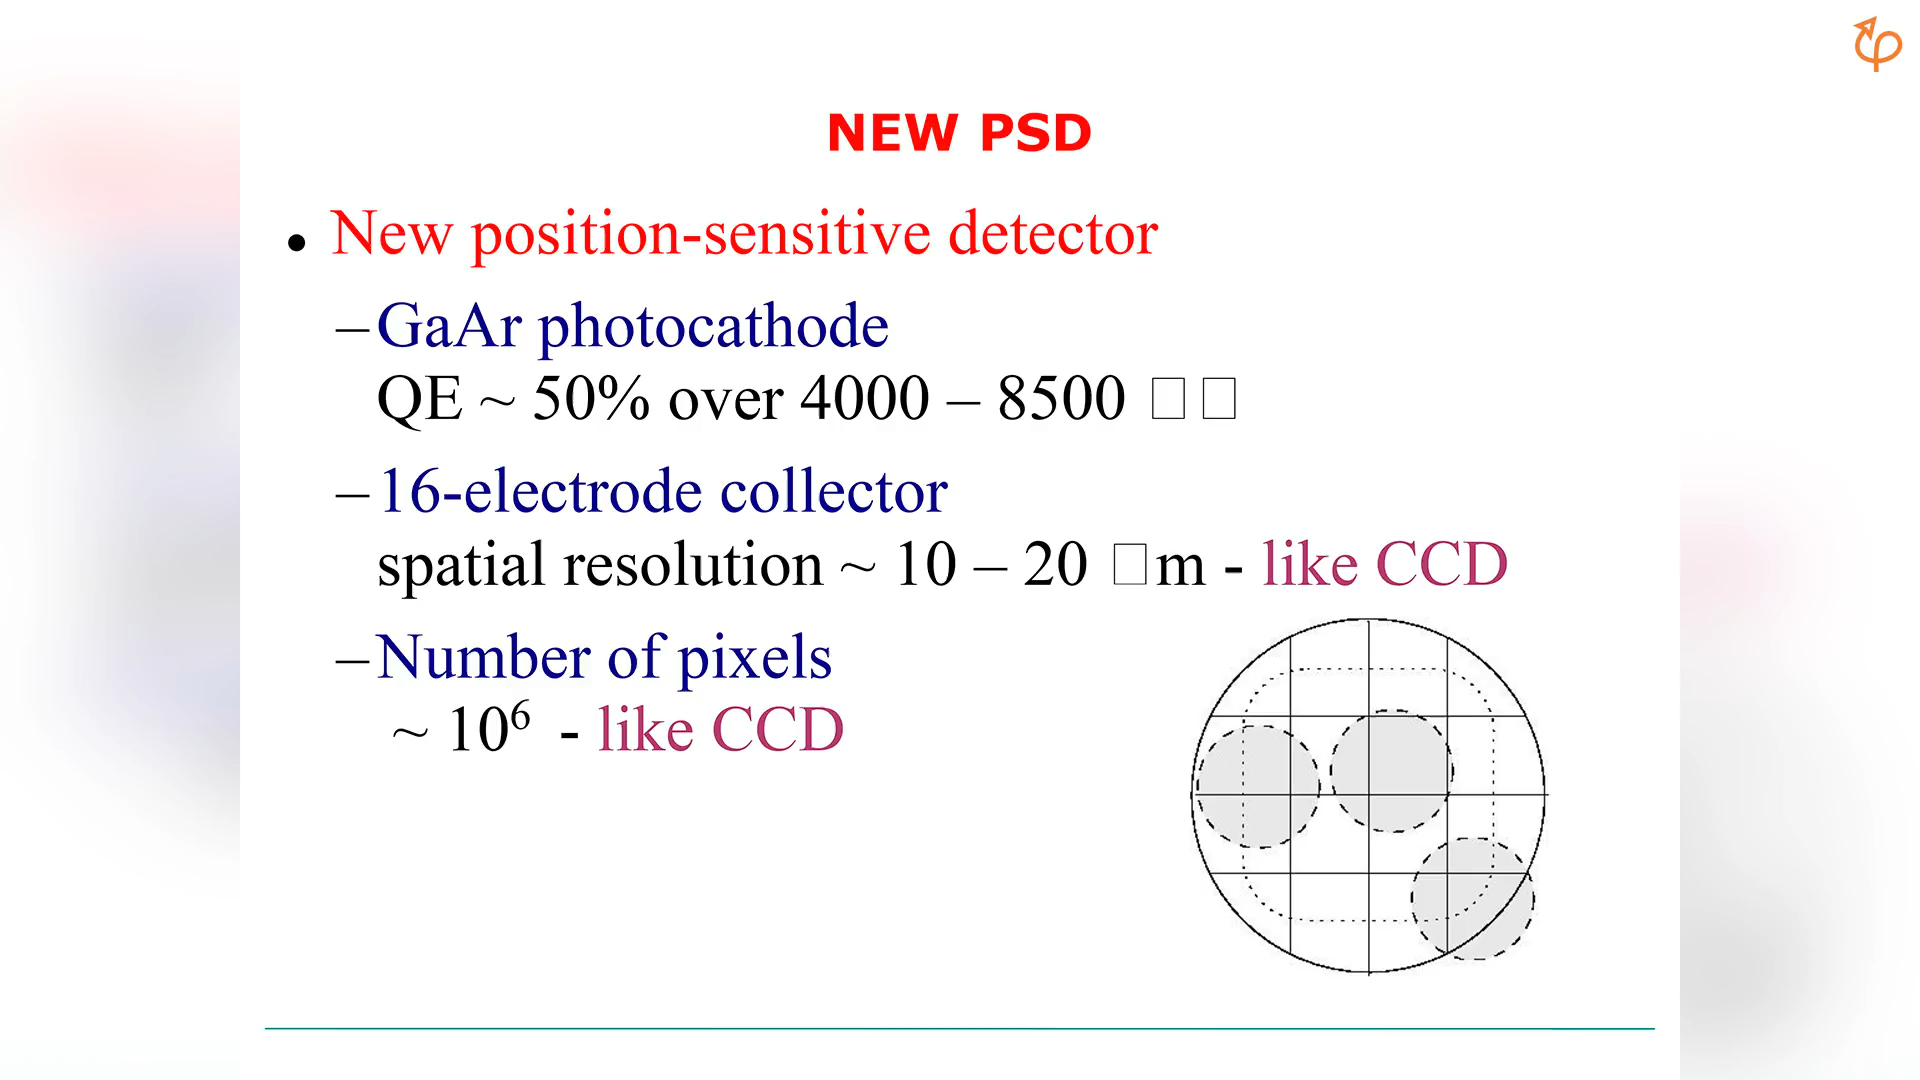 NEW PSD
• New position-sensitive detector
–GaAr photocathode
QE ~ 50% over 4000 – 8500 □□
–16-electrode collector
spatial resolution ~ 10 – 20 □m - like CCD
–Number of pixels
~ 10⁶ - like CCD